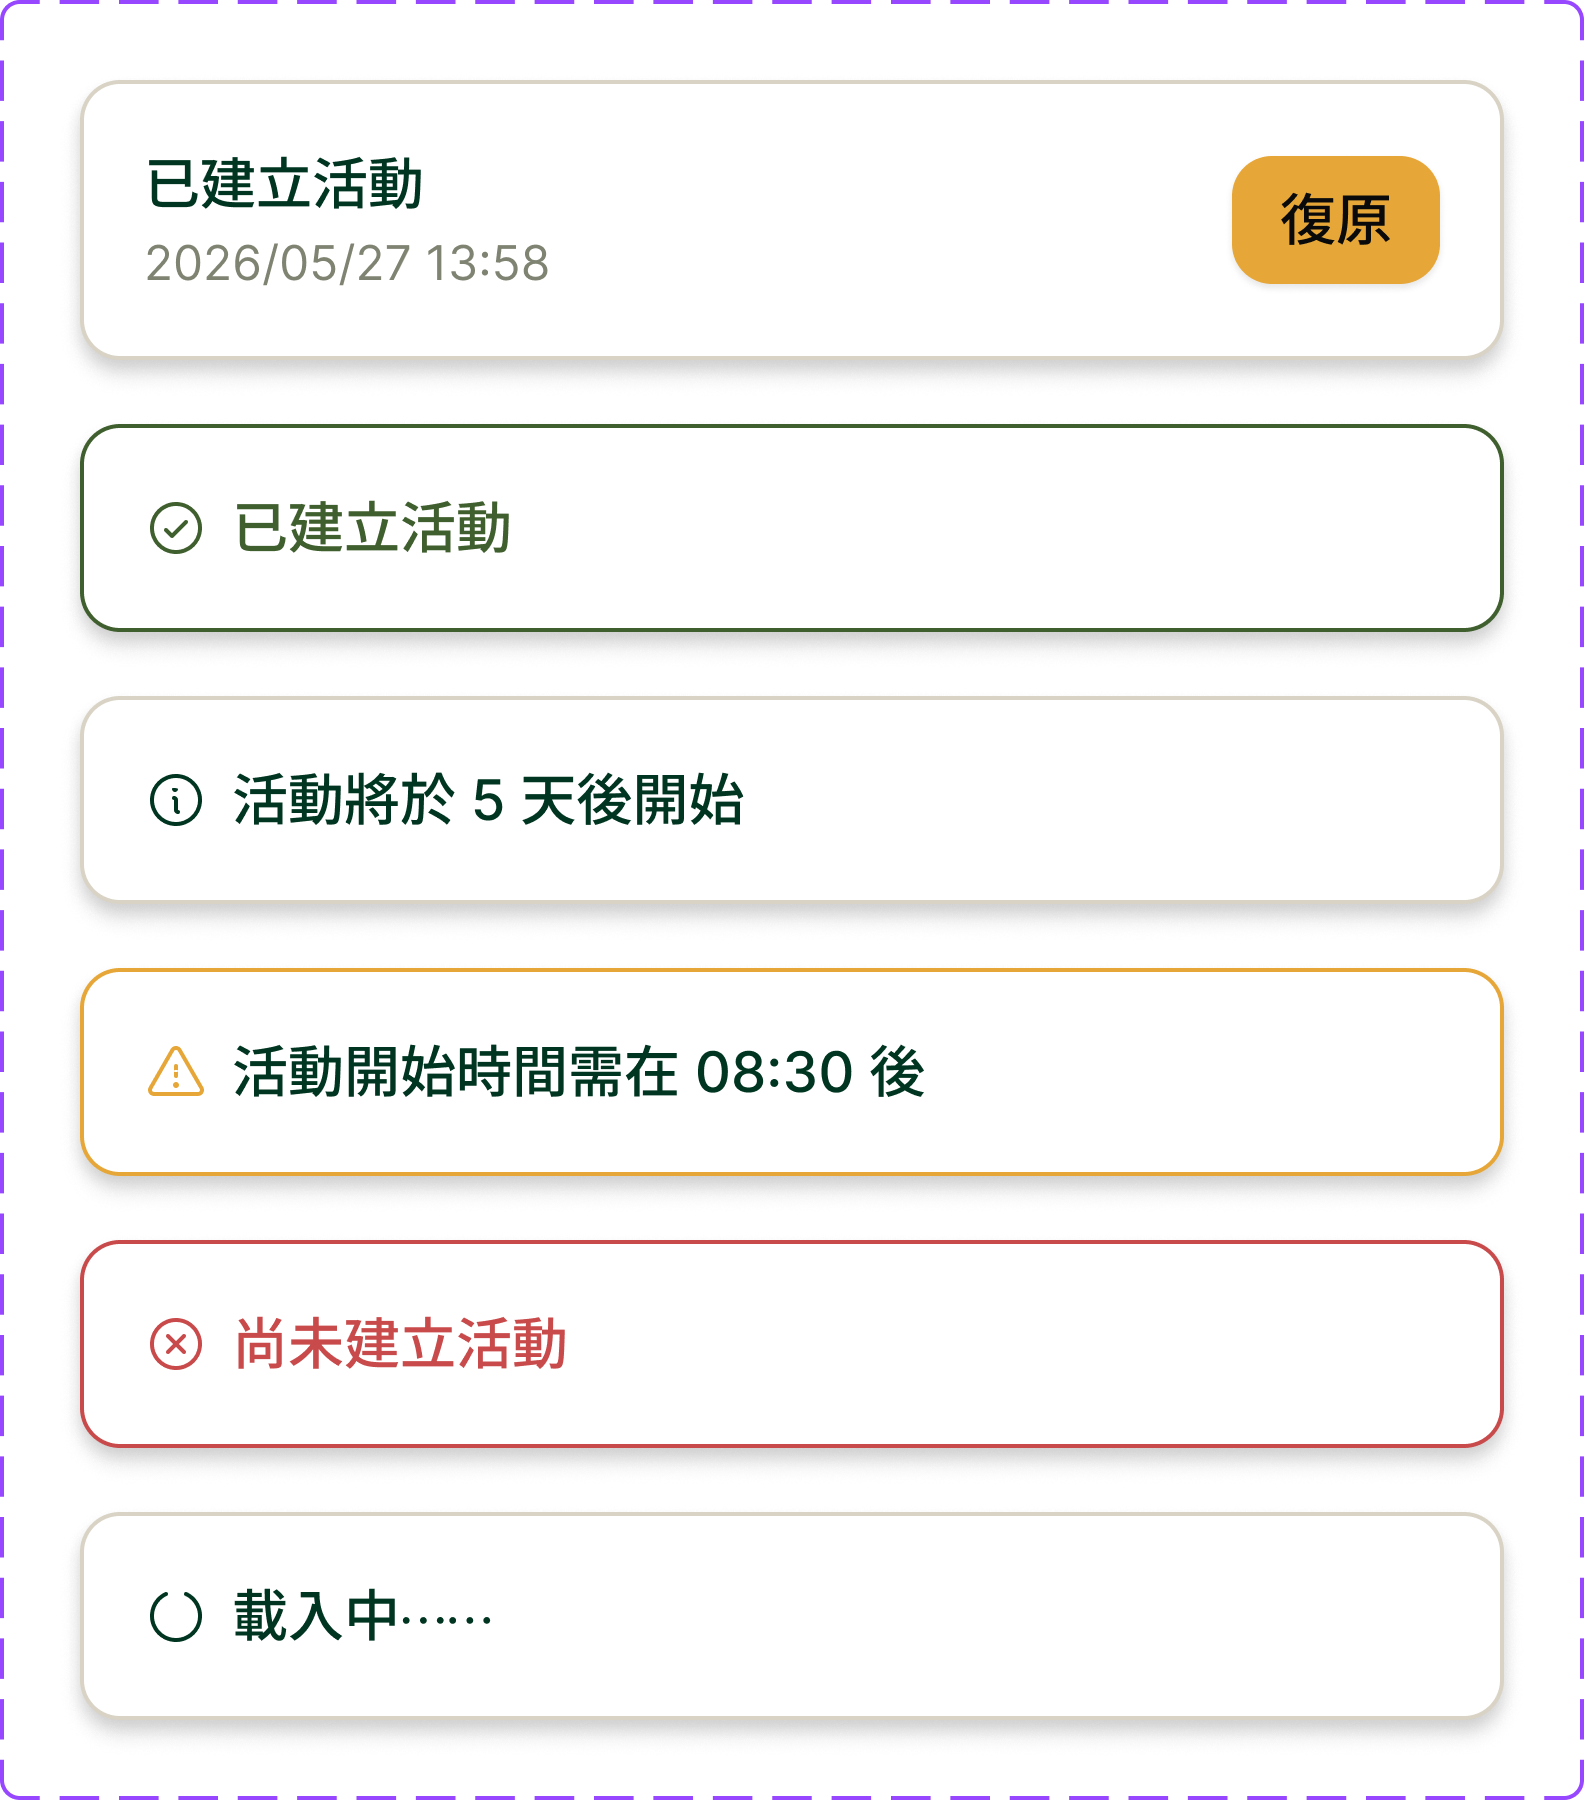 已建立活動
2026/05/27 13:58
復原
已建立活動
活動將於 5 天後開始
活動開始時間需在 08:30 後
尚未建立活動
載入中……